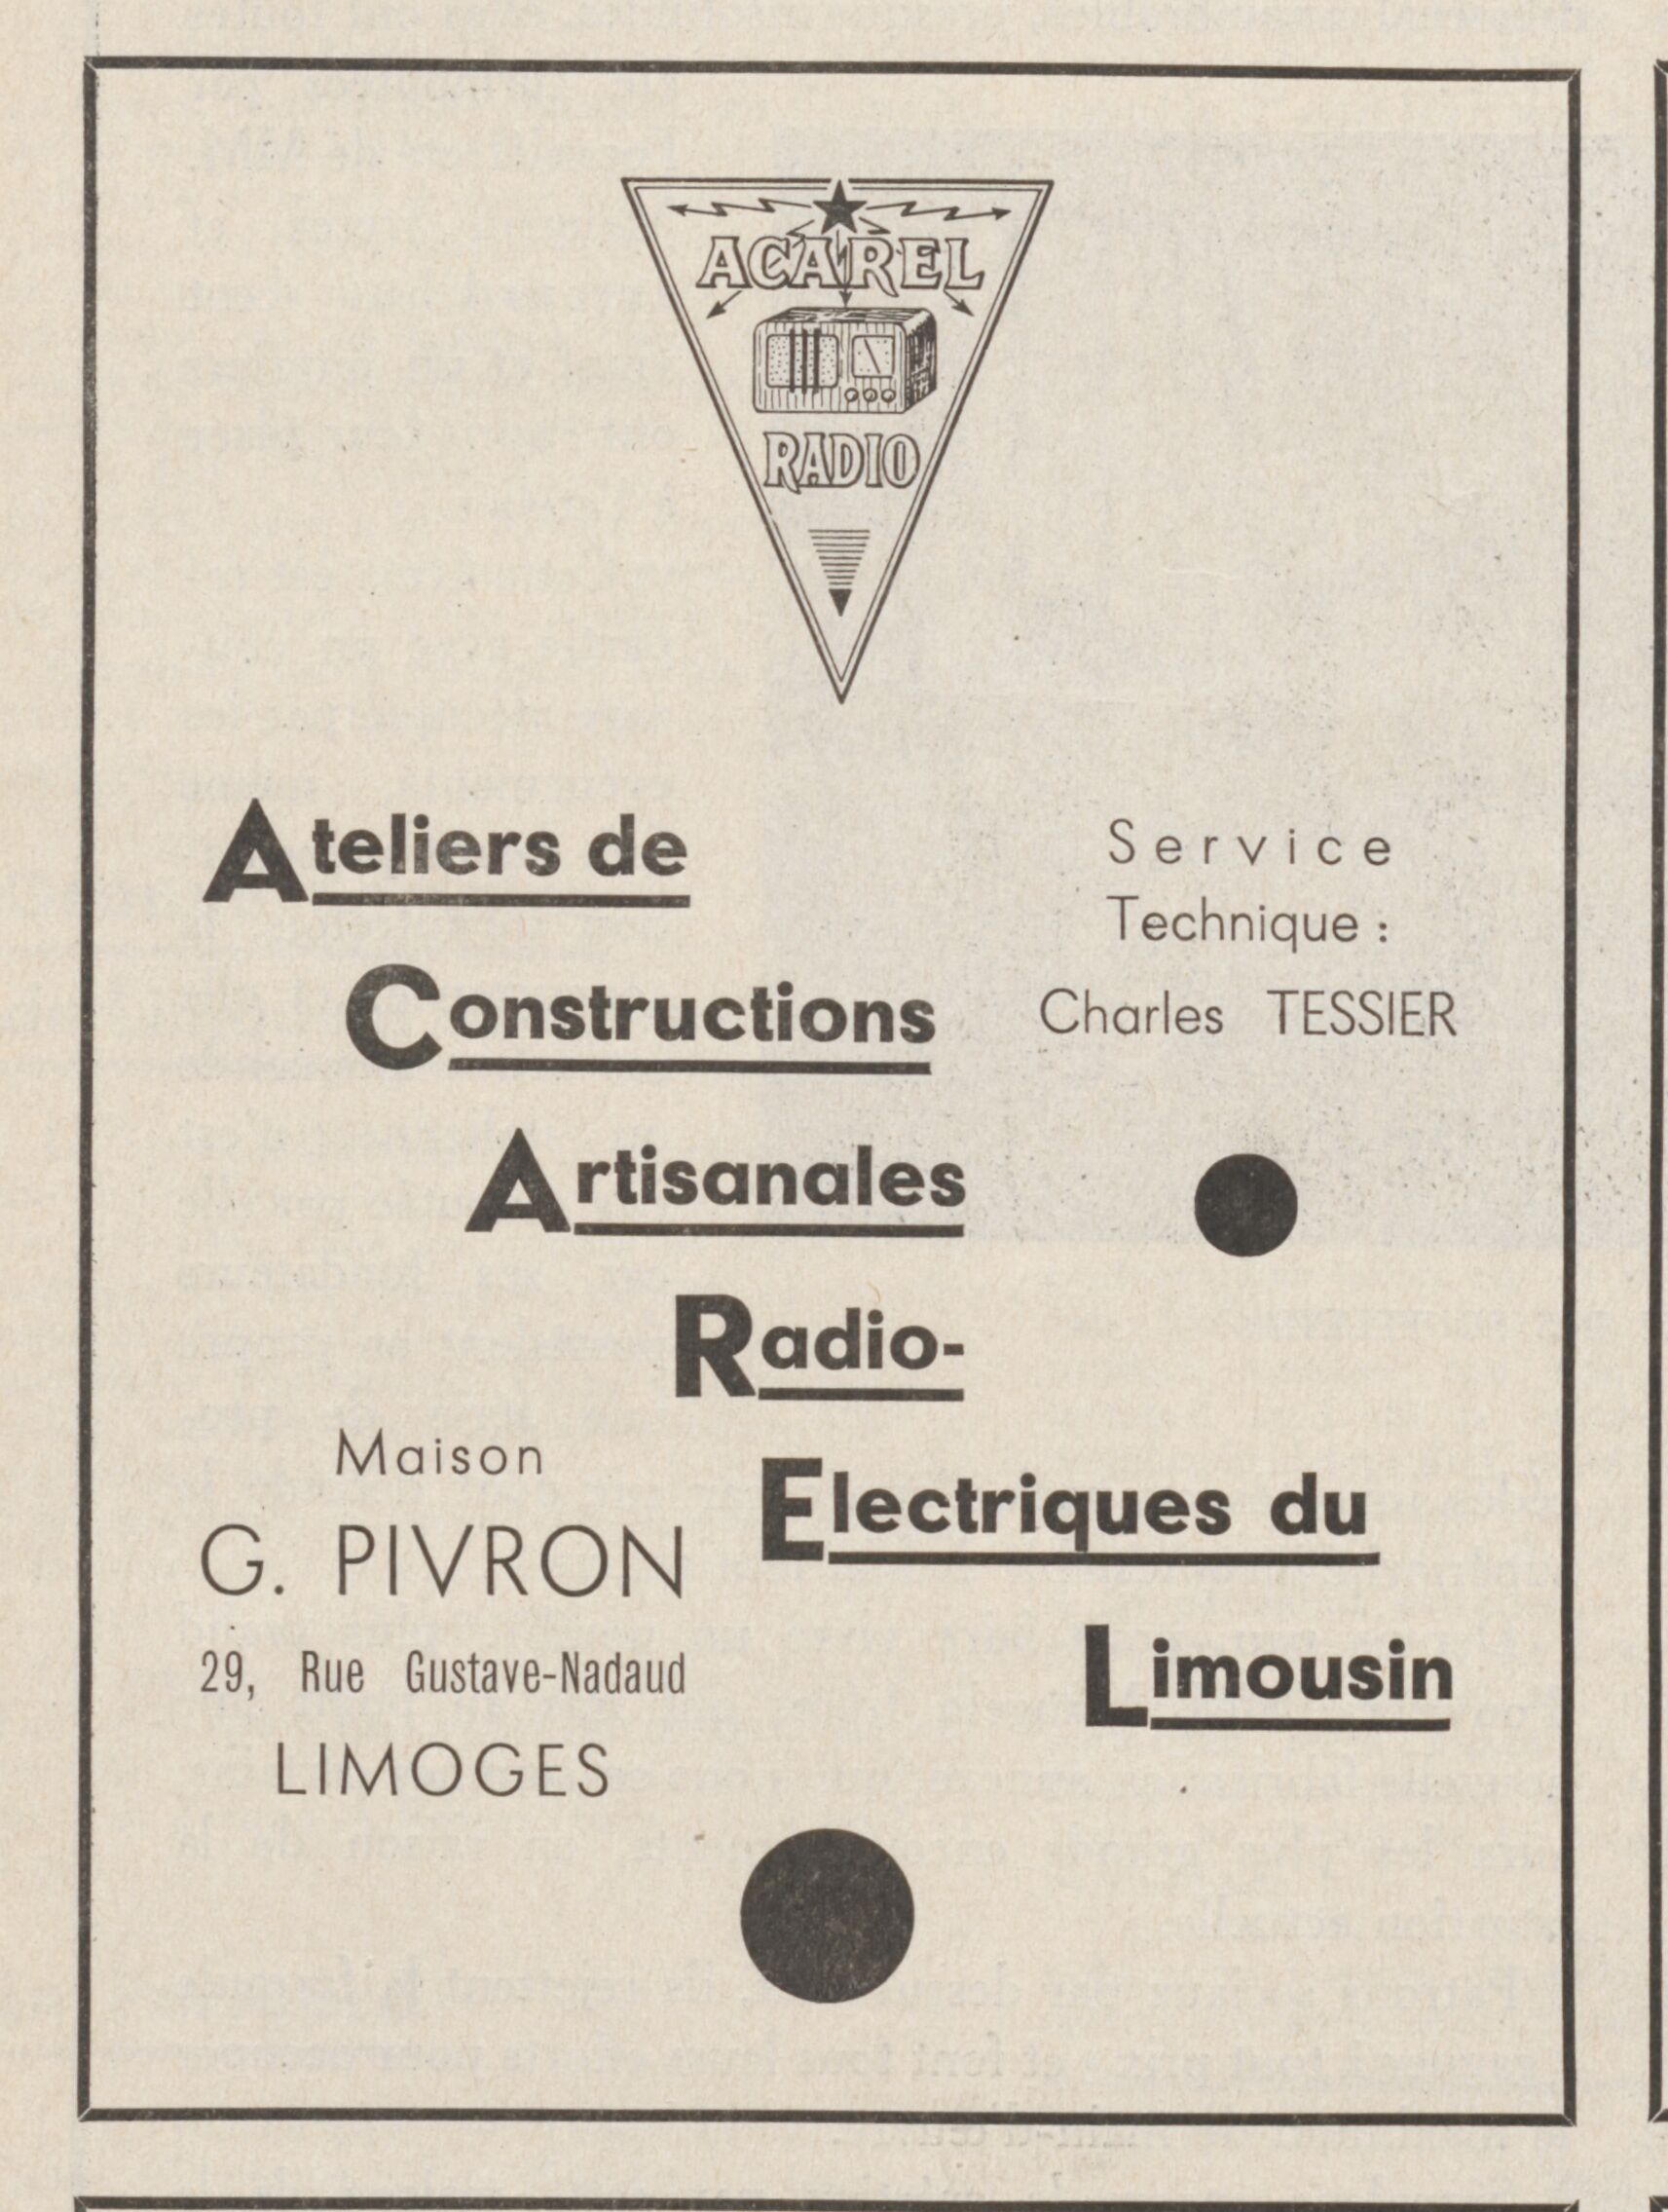 ACAREL
RADIO
Ateliers de
Constructions
Artisanales
Radio-
Electriques du
Limousin
Service
Technique :
Charles TESSIER
Maison
G. PIVRON
29, Rue Gustave-Nadaud
LIMOGES